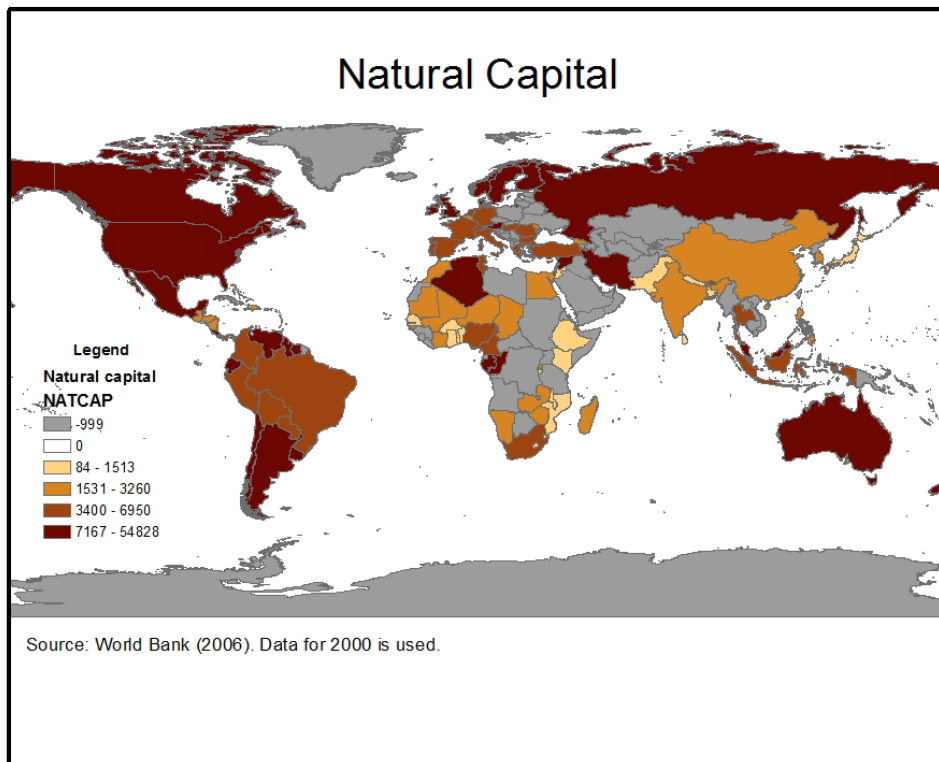 Natural Capital
Legend
Natural capital
NATCAP
-999
0
84 - 1513
1531 - 3260
3400 - 6950
7167 - 54828
Source: World Bank (2006). Data for 2000 is used.